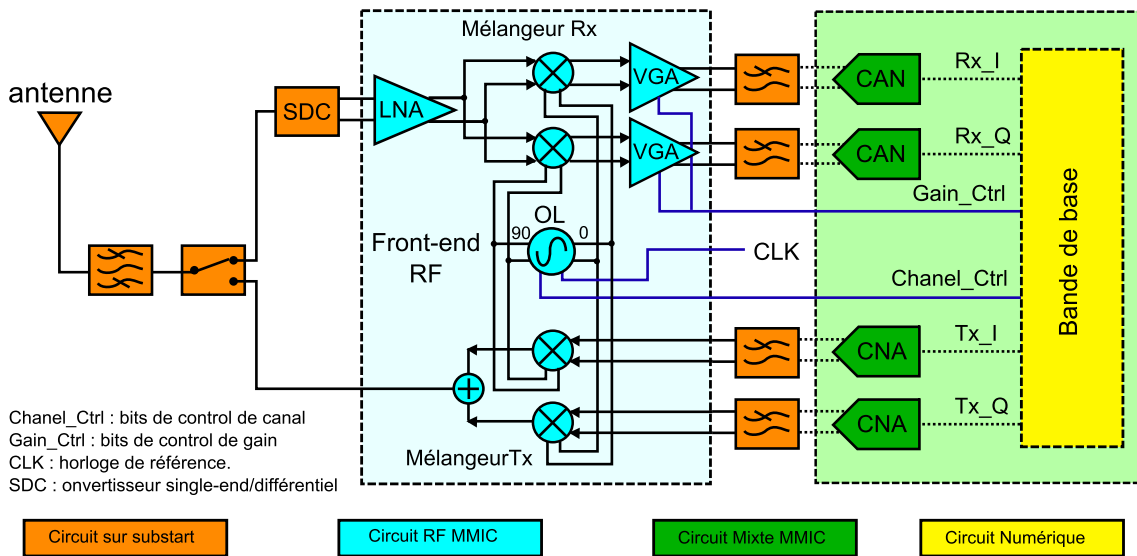 Mélangeur Rx
antenne
SDC
LNA
VGA
CAN
Rx_I
VGA
CAN
Rx_Q
Gain_Ctrl
OL
90
0
Front-end
RF
CLK
Chanel_Ctrl
Bande de base
CNA
Tx_I
CNA
Tx_Q
MélangeurTx
Chanel_Ctrl : bits de control de canal
Gain_Ctrl : bits de control de gain
CLK : horloge de référence.
SDC : onvertisseur single-end/différentiel
Circuit sur substart
Circuit RF MMIC
Circuit Mixte MMIC
Circuit Numérique